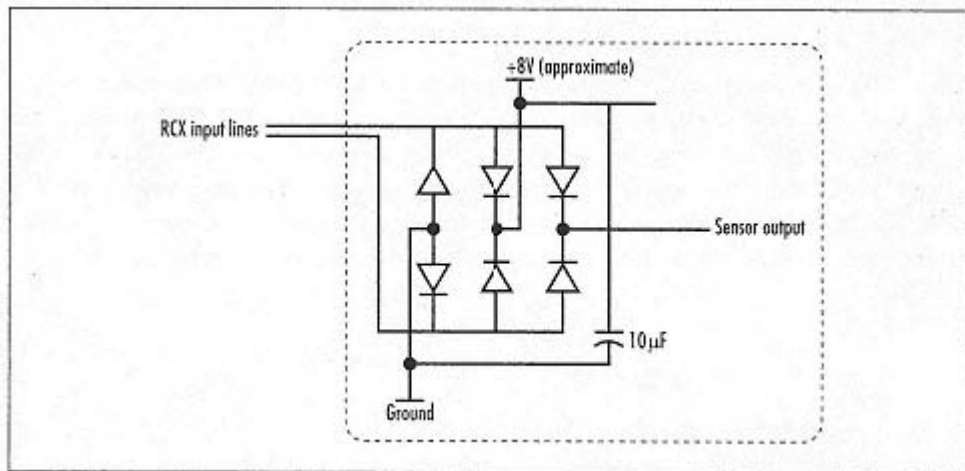 +8V (approximate)
RCX input lines
Sensor output
10µF
Ground